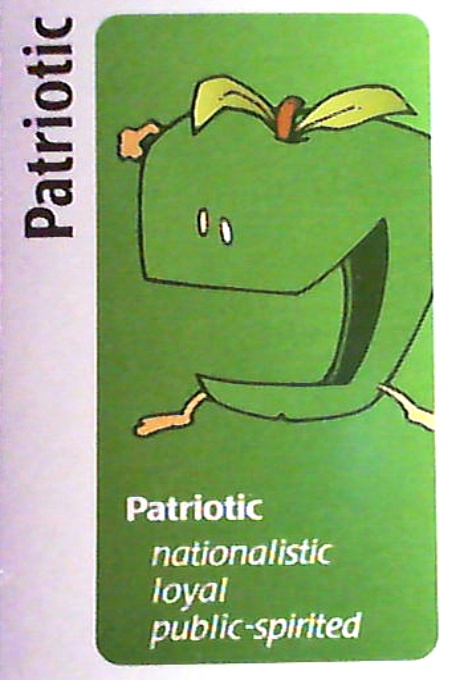 Patriotic
Patriotic
nationalistic
loyal
public-spirited